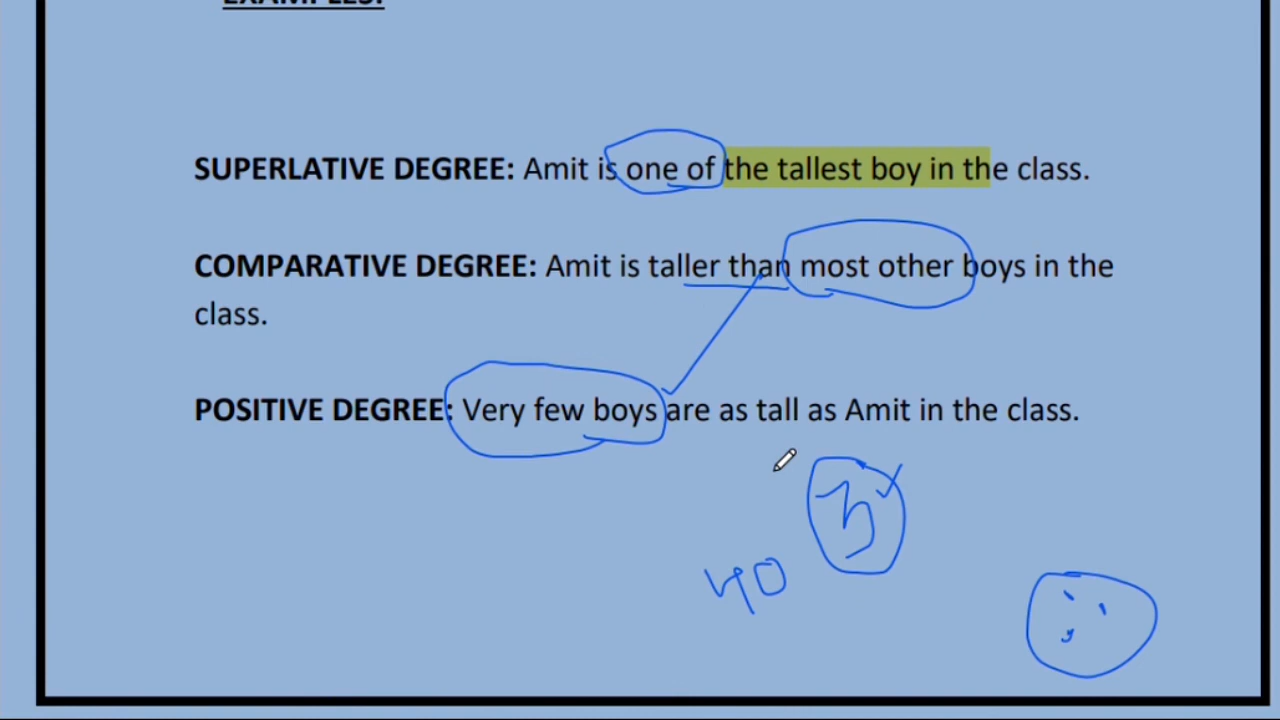 EXAMPLES:
SUPERLATIVE DEGREE: Amit is one of the tallest boy in the class.
COMPARATIVE DEGREE: Amit is taller than most other boys in the
class.
POSITIVE DEGREE: Very few boys are as tall as Amit in the class.
3
40